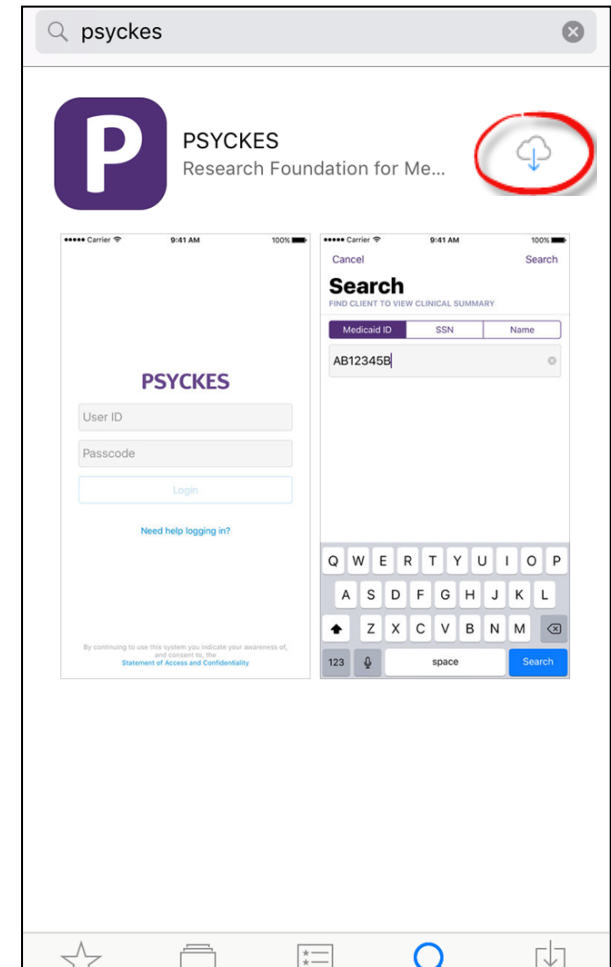 psyckes
P
PSYCKES
Research Foundation for Me...
Carrier 9:41 AM 100%
PSYCKES
User ID
Passcode
Login
Need help logging in?
By continuing to use this system you indicate your awareness of,
and consent to, the
Statement of Access and Confidentiality
Carrier 9:41 AM 100%
Cancel Search
Search
FIND CLIENT TO VIEW CLINICAL SUMMARY
Medicaid ID SSN Name
AB12345B
Q W E R T Y U I O P
A S D F G H J K L
Z X C V B N M
123 space Search